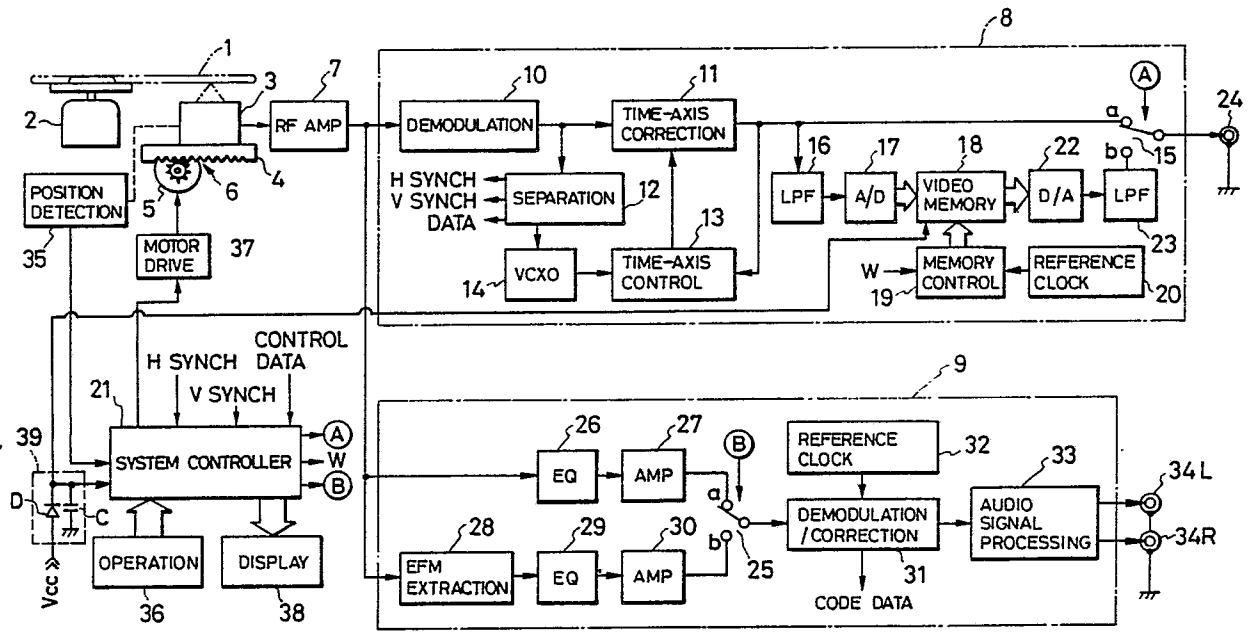 8
1
3
7
2
RF AMP
6
4
5
POSITION
DETECTION
35
MOTOR
DRIVE
37
10
DEMODULATION
11
TIME-AXIS
CORRECTION
H SYNCH
V SYNCH
DATA
SEPARATION
12
13
14
VCXO
TIME-AXIS
CONTROL
16
LPF
17
A/D
18
VIDEO
MEMORY
22
D/A
LPF
23
A
a
b
15
24
W
19
MEMORY
CONTROL
REFERENCE
CLOCK
20
H SYNCH
CONTROL
DATA
V SYNCH
21
SYSTEM CONTROLLER
A
W
B
39
D
C
Vcc
OPERATION
36
DISPLAY
38
9
26
EQ
27
AMP
28
EFM
EXTRACTION
29
EQ
30
AMP
B
a
b
25
REFERENCE
CLOCK
32
DEMODULATION
/CORRECTION
31
CODE DATA
33
AUDIO
SIGNAL
PROCESSING
34L
34R